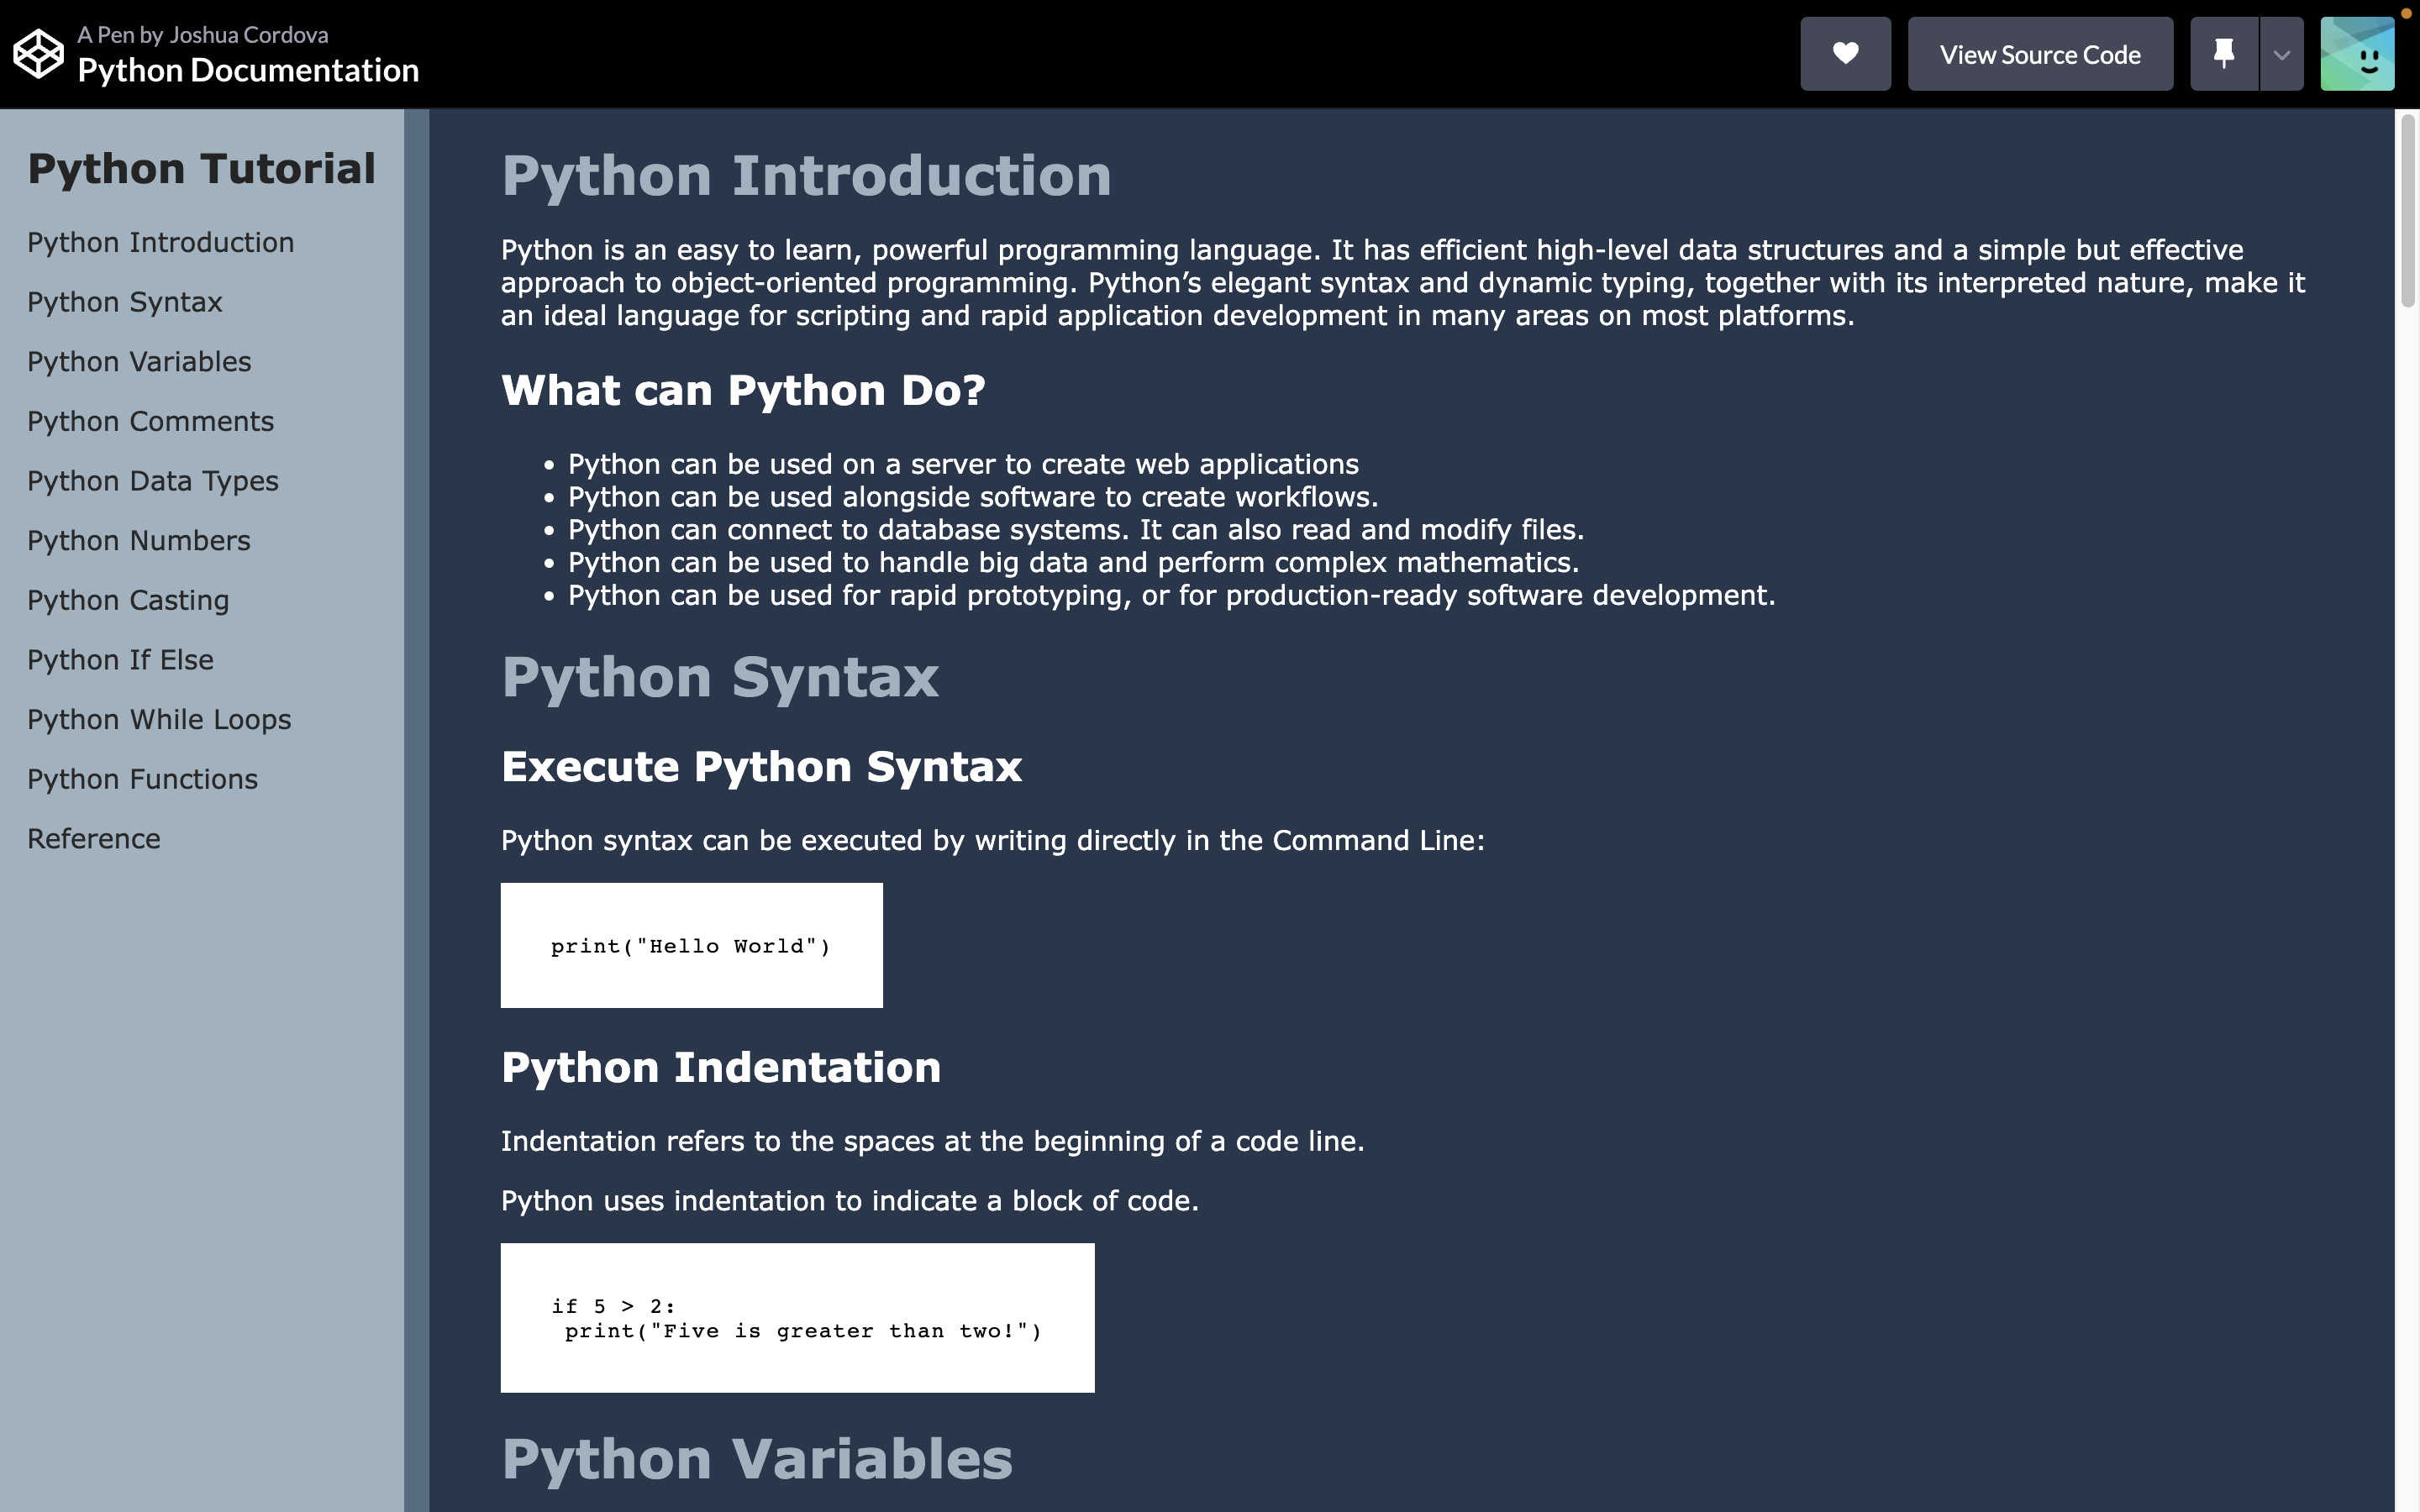 A Pen by Joshua Cordova
Python Documentation
View Source Code
Python Tutorial
Python Introduction
Python Syntax
Python Variables
Python Comments
Python Data Types
Python Numbers
Python Casting
Python If Else
Python While Loops
Python Functions
Reference
Python Introduction
Python is an easy to learn, powerful programming language. It has efficient high-level data structures and a simple but effective
approach to object-oriented programming. Python’s elegant syntax and dynamic typing, together with its interpreted nature, make it
an ideal language for scripting and rapid application development in many areas on most platforms.
What can Python Do?
• Python can be used on a server to create web applications
• Python can be used alongside software to create workflows.
• Python can connect to database systems. It can also read and modify files.
• Python can be used to handle big data and perform complex mathematics.
• Python can be used for rapid prototyping, or for production-ready software development.
Python Syntax
Execute Python Syntax
Python syntax can be executed by writing directly in the Command Line:
print("Hello World")
Python Indentation
Indentation refers to the spaces at the beginning of a code line.
Python uses indentation to indicate a block of code.
if 5 > 2:
 print("Five is greater than two!")
Python Variables